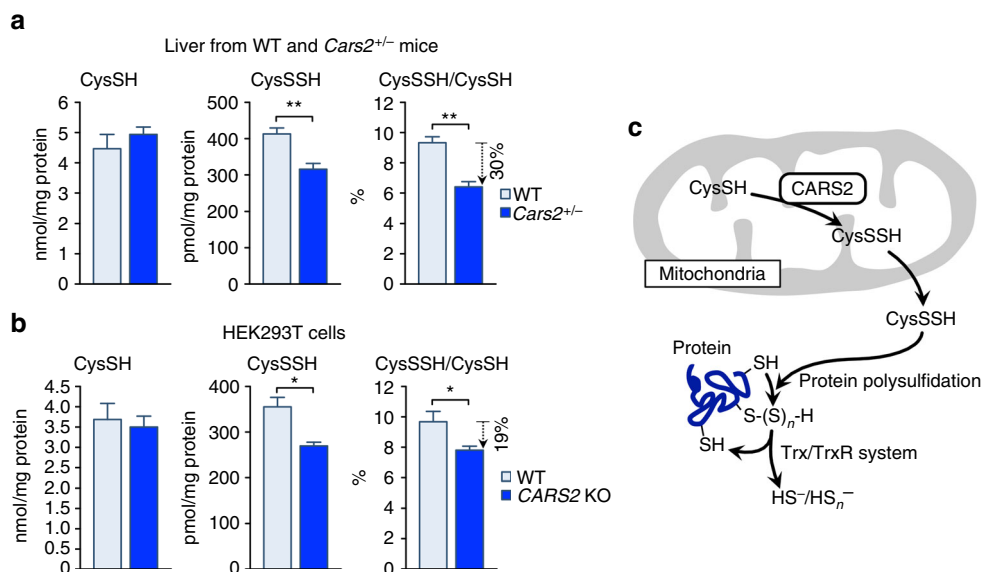 a
Liver from WT and Cars2+/– mice
CysSH
nmol/mg protein
6
5
4
3
2
1
0
CysSSH
pmol/mg protein
500
400
300
200
100
0
**
CysSSH/CysSH
%
12
10
8
6
4
2
0
**
30%
WT
Cars2+/–
b
HEK293T cells
CysSH
nmol/mg protein
4.5
4.0
3.5
3.0
2.5
2.0
1.5
1.0
0.5
0
CysSSH
pmol/mg protein
400
300
200
100
0
*
CysSSH/CysSH
%
12
10
8
6
4
2
0
*
19%
WT
CARS2 KO
c
CysSH
CARS2
CysSSH
Mitochondria
CysSSH
Protein
SH
Protein polysulfidation
S-(S)n-H
SH
Trx/TrxR system
HS–/HSn–